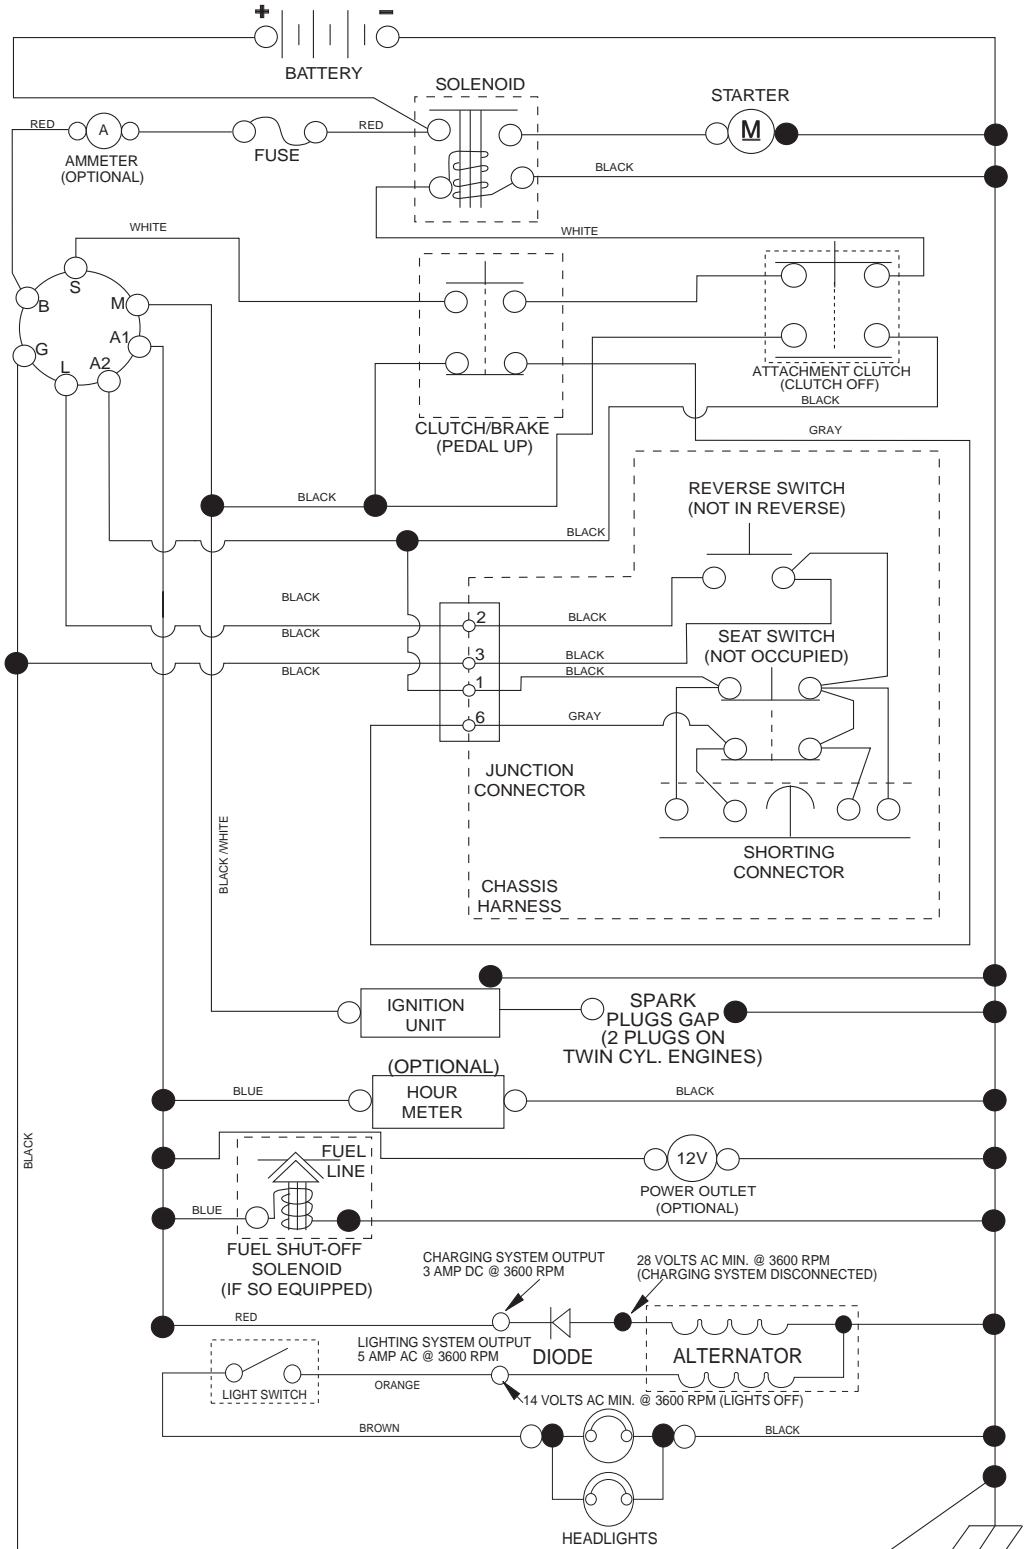 + −
BATTERY
SOLENOID
STARTER
RED
A
RED
M
FUSE
AMMETER
(OPTIONAL)
BLACK
WHITE
WHITE
S
B
M
G
A1
L
A2
ATTACHMENT CLUTCH
(CLUTCH OFF)
BLACK
CLUTCH/BRAKE
(PEDAL UP)
GRAY
REVERSE SWITCH
(NOT IN REVERSE)
BLACK
BLACK
BLACK
2
BLACK
BLACK
SEAT SWITCH
(NOT OCCUPIED)
3
BLACK
BLACK
1
BLACK
6
GRAY
JUNCTION
CONNECTOR
BLACK /WHITE
SHORTING
CONNECTOR
CHASSIS
HARNESS
IGNITION
UNIT
SPARK
PLUGS GAP
(2 PLUGS ON
TWIN CYL. ENGINES)
(OPTIONAL)
HOUR
METER
BLUE
BLACK
BLACK
FUEL
LINE
12V
POWER OUTLET
(OPTIONAL)
BLUE
FUEL SHUT-OFF
SOLENOID
(IF SO EQUIPPED)
CHARGING SYSTEM OUTPUT
3 AMP DC @ 3600 RPM
28 VOLTS AC MIN. @ 3600 RPM
(CHARGING SYSTEM DISCONNECTED)
RED
LIGHTING SYSTEM OUTPUT
5 AMP AC @ 3600 RPM
DIODE
ALTERNATOR
LIGHT SWITCH
ORANGE
14 VOLTS AC MIN. @ 3600 RPM (LIGHTS OFF)
BROWN
BLACK
HEADLIGHTS